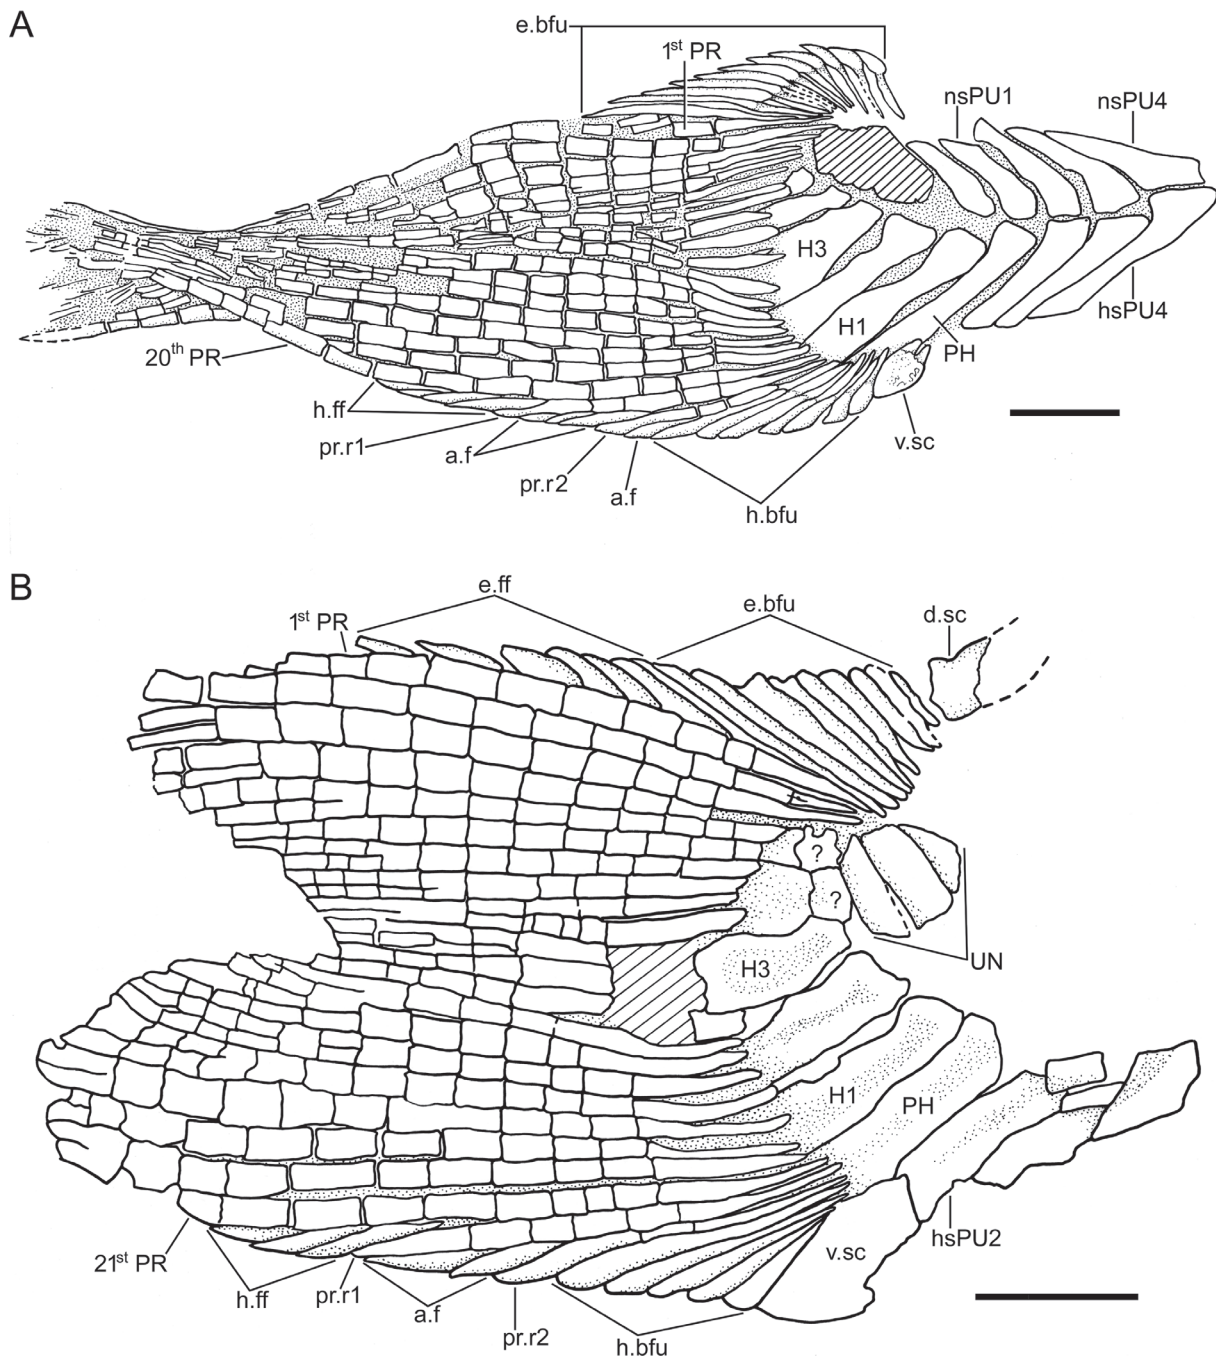 A
e.bfu
1st PR
nsPU1
nsPU4
H3
H1
PH
hsPU4
20th PR
h.ff
pr.r1
a.f
pr.r2
a.f
h.bfu
v.sc
B
e.ff
1st PR
e.bfu
d.sc
?
?
UN
H3
H1
PH
hsPU2
v.sc
21st PR
h.ff
pr.r1
a.f
pr.r2
h.bfu